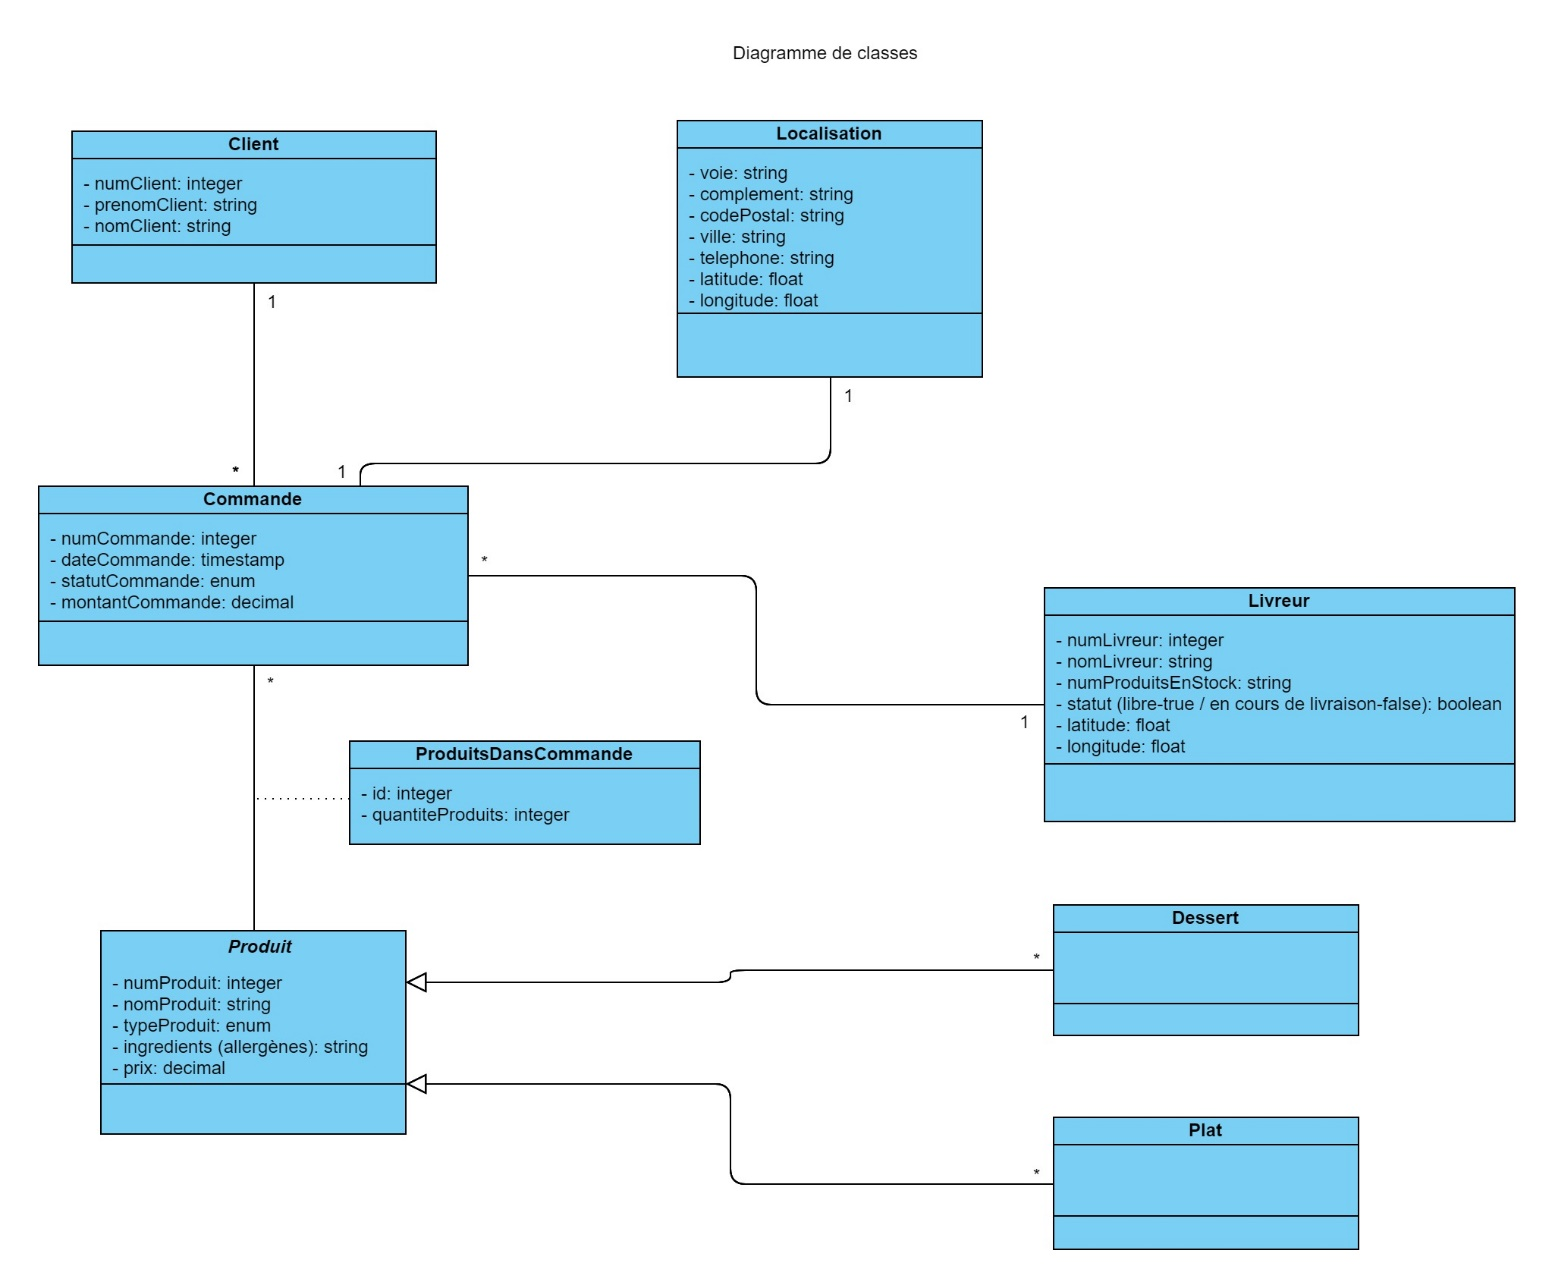 Diagramme de classes
Client
- numClient: integer
- prenomClient: string
- nomClient: string
1
*
Localisation
- voie: string
- complement: string
- codePostal: string
- ville: string
- telephone: string
- latitude: float
- longitude: float
1
1
Commande
- numCommande: integer
- dateCommande: timestamp
- statutCommande: enum
- montantCommande: decimal
*
*
Livreur
- numLivreur: integer
- nomLivreur: string
- numProduitsEnStock: string
- statut (libre-true / en cours de livraison-false): boolean
- latitude: float
- longitude: float
1
ProduitsDansCommande
- id: integer
- quantiteProduits: integer
Produit
- numProduit: integer
- nomProduit: string
- typeProduit: enum
- ingredients (allergènes): string
- prix: decimal
Dessert
*
Plat
*